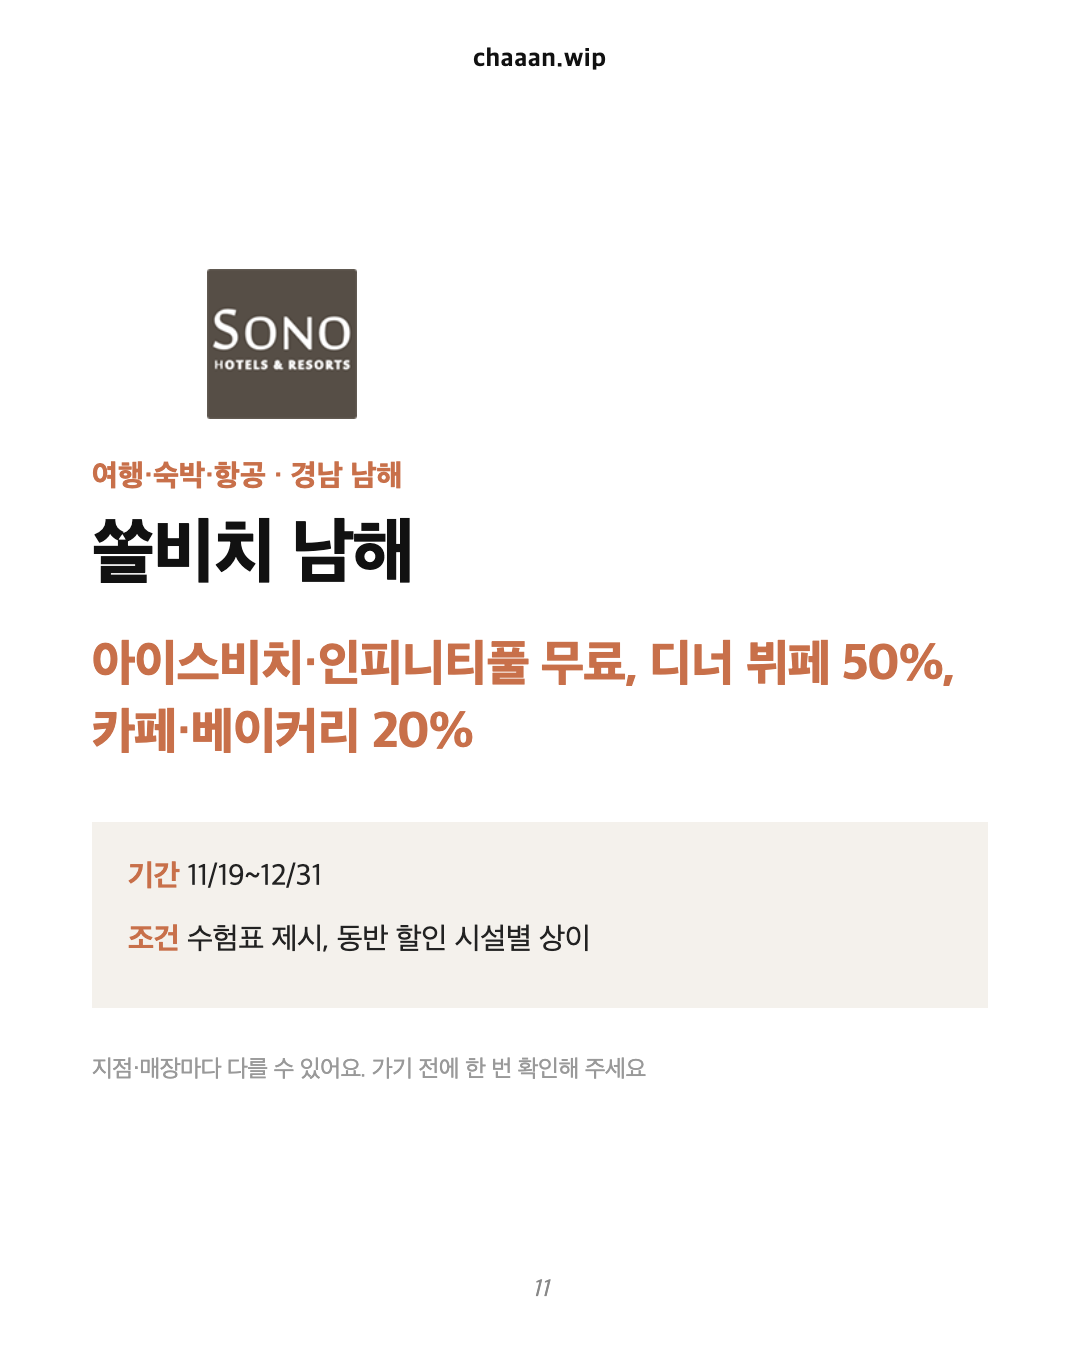 chaaan.wip
SONO
HOTELS & RESORTS
여행·숙박·항공 · 경남 남해
쏠비치 남해
아이스비치·인피니티풀 무료, 디너 뷔페 50%,
카페·베이커리 20%
기간 11/19~12/31
조건 수험표 제시, 동반 할인 시설별 상이
지점·매장마다 다를 수 있어요. 가기 전에 한 번 확인해 주세요
11